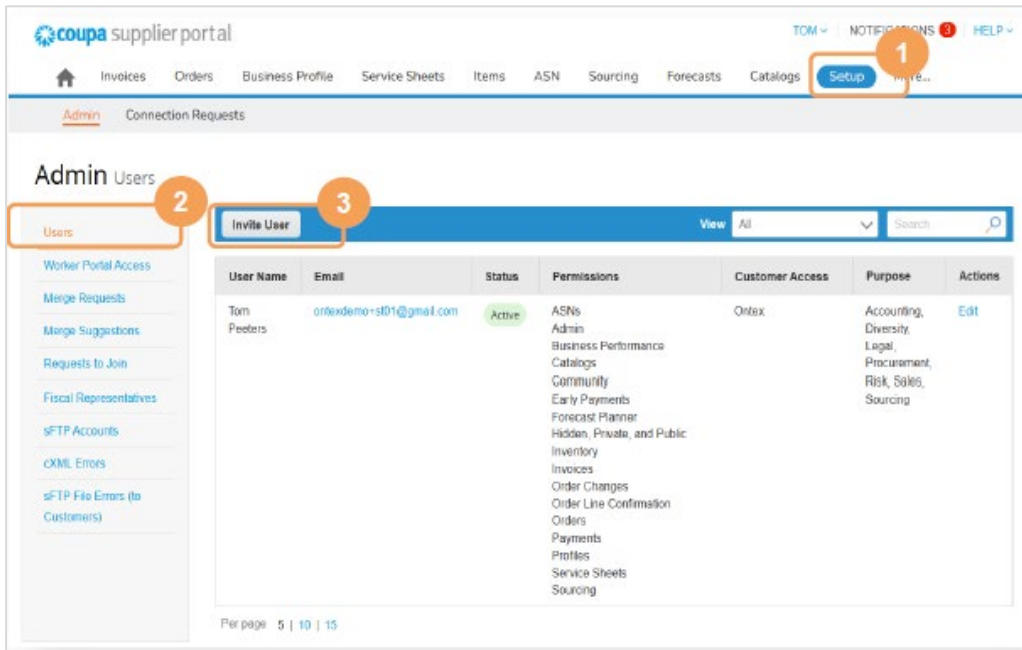 coupa supplier portal
TOM NOTIFICATIONS 3 HELP
1
Invoices Orders Business Profile Service Sheets Items ASN Sourcing Forecasts Catalogs Setup More...
Admin Connection Requests
Admin Users
2
3
Users
Invite User View All Search
Worker Portal Access
Merge Requests
Merge Suggestions
Requests to Join
Fiscal Representatives
sFTP Accounts
cXML Errors
sFTP File Errors (to
Customers)
User Name Email Status Permissions Customer Access Purpose Actions
Tom
Peeters
ontexdemo+st01@gmail.com
Active
ASNs
Admin
Business Performance
Catalogs
Community
Early Payments
Forecast Planner
Hidden, Private, and Public
Inventory
Invoices
Order Changes
Order Line Confirmation
Orders
Payments
Profiles
Service Sheets
Sourcing
Ontex
Accounting,
Diversity,
Legal,
Procurement,
Risk, Sales,
Sourcing
Edit
Per page 5 | 10 | 15